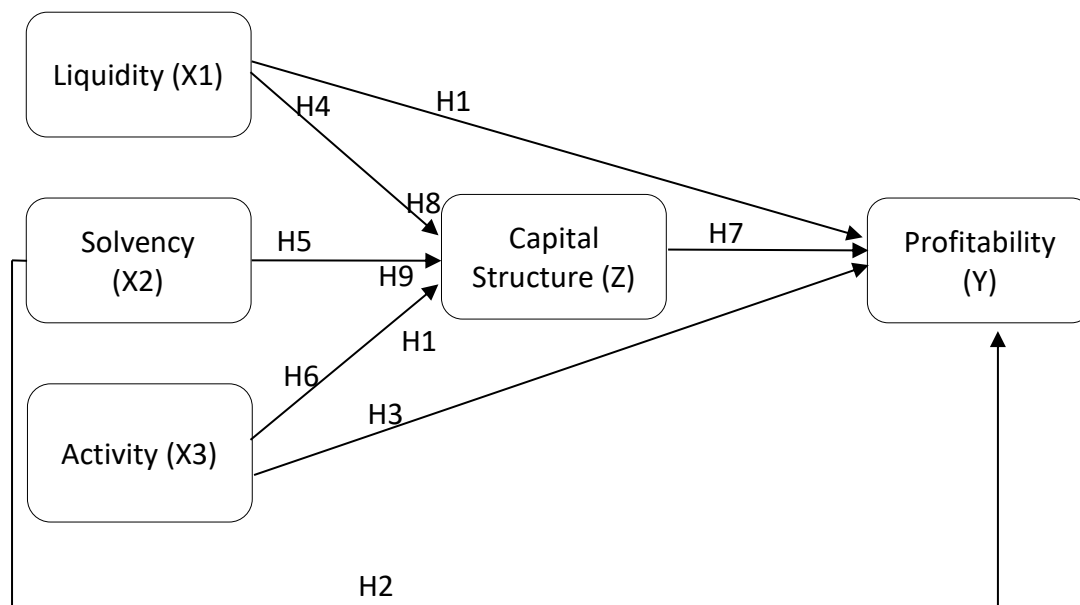 Liquidity (X1)
H1
H4
H8
Solvency
(X2)
H5
H9
Capital
Structure (Z)
H7
Profitability
(Y)
H1
H6
H3
Activity (X3)
H2